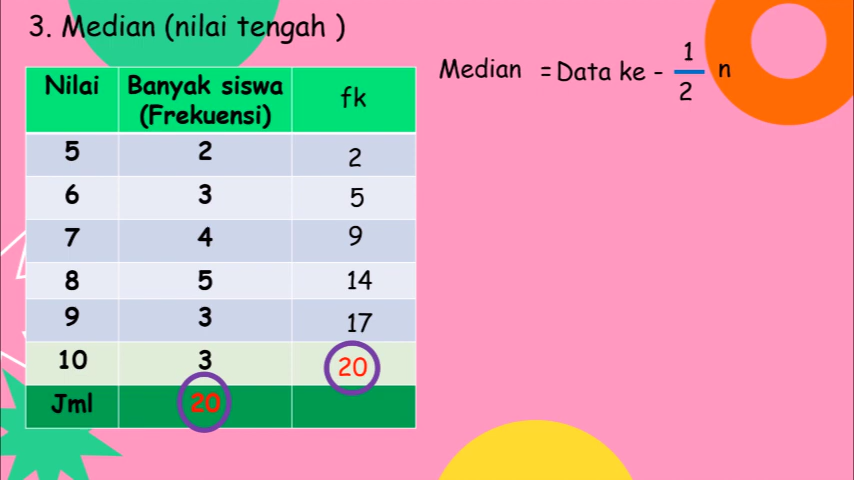 3. Median (nilai tengah )
Median = Data ke - 1/2 n
Nilai Banyak siswa (Frekuensi) fk
5 2 2
6 3 5
7 4 9
8 5 14
9 3 17
10 3 20
Jml 20